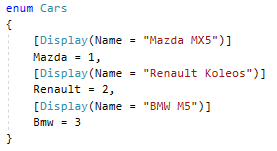 enum Cars
{
[Display(Name = "Mazda MX5")]
Mazda = 1,
[Display(Name = "Renault Koleos")]
Renault = 2,
[Display(Name = "BMW M5")]
Bmw = 3
}